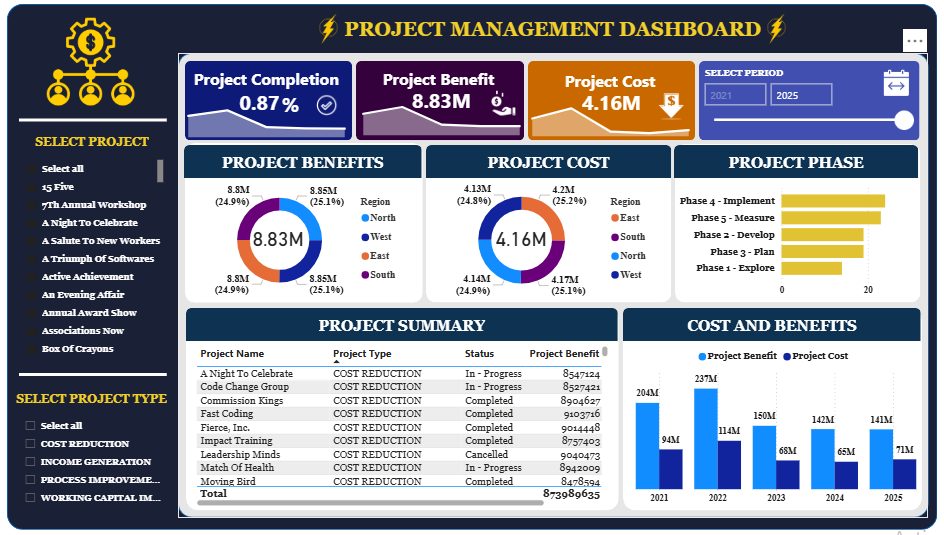 PROJECT MANAGEMENT DASHBOARD
Project Completion
0.87%
Project Benefit
8.83M
Project Cost
4.16M
SELECT PERIOD
2021
2025
SELECT PROJECT
Select all
15 Five
7Th Annual Workshop
A Night To Celebrate
A Salute To New Workers
A Triumph Of Softwares
Active Achievement
An Evening Affair
Annual Award Show
Associations Now
Box Of Crayons
SELECT PROJECT TYPE
Select all
COST REDUCTION
INCOME GENERATION
PROCESS IMPROVEME...
WORKING CAPITAL IM...
PROJECT BENEFITS
8.8M
(24.9%)
8.85M
(25.1%)
8.83M
8.8M
(24.9%)
8.85M
(25.1%)
Region
North
West
East
South
PROJECT COST
4.13M
(24.8%)
4.2M
(25.2%)
4.16M
4.14M
(24.9%)
4.17M
(25.1%)
Region
East
South
North
West
PROJECT PHASE
Phase 4 - Implement
Phase 5 - Measure
Phase 2 - Develop
Phase 3 - Plan
Phase 1 - Explore
0 20
PROJECT SUMMARY
Project Name Project Type Status Project Benefit
A Night To Celebrate COST REDUCTION In - Progress 8547124
Code Change Group COST REDUCTION In - Progress 8527421
Commission Kings COST REDUCTION Completed 8904627
Fast Coding COST REDUCTION Completed 9103716
Fierce, Inc. COST REDUCTION Completed 9014448
Impact Training COST REDUCTION Completed 8757403
Leadership Minds COST REDUCTION Cancelled 9040473
Match Of Health COST REDUCTION In - Progress 8942009
Moving Bird COST REDUCTION Completed 8478594
Total 873989635
COST AND BENEFITS
Project Benefit Project Cost
204M 94M 237M 114M 150M 68M 142M 65M 141M 71M
2021 2022 2023 2024 2025